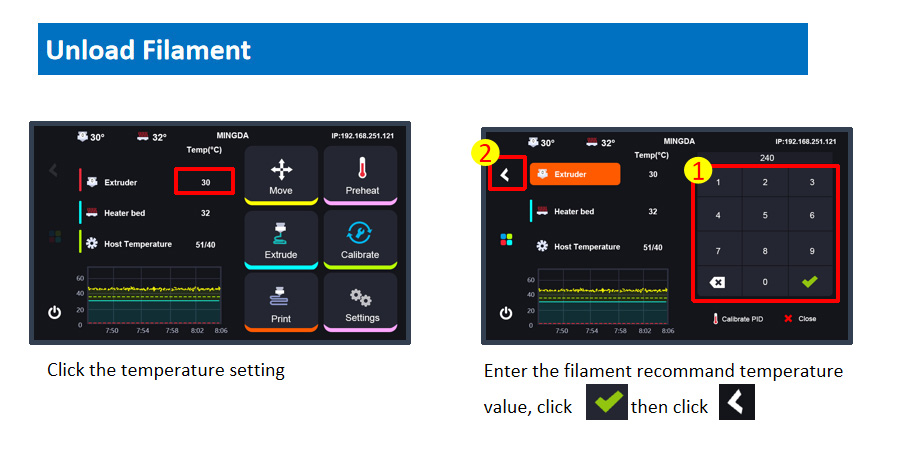 Unload Filament
30° 32° MINGDA IP:192.168.251.121
Temp(°C)
Extruder 30
Heater bed 32
Host Temperature 51/40
60
40
20
0
7:50 7:54 7:58 8:02 8:06
Move Preheat
Extrude Calibrate
Print Settings
Click the temperature setting
30° 32° MINGDA IP:192.168.251.121
2
Temp(°C) 240
1
Extruder 30
Heater bed 32
Host Temperature 51/40
60
40
20
0
7:50 7:54 7:58 8:02 8:06
1 2 3
4 5 6
7 8 9
0
Calibrate PID Close
Enter the filament recommand temperature
value, click then click